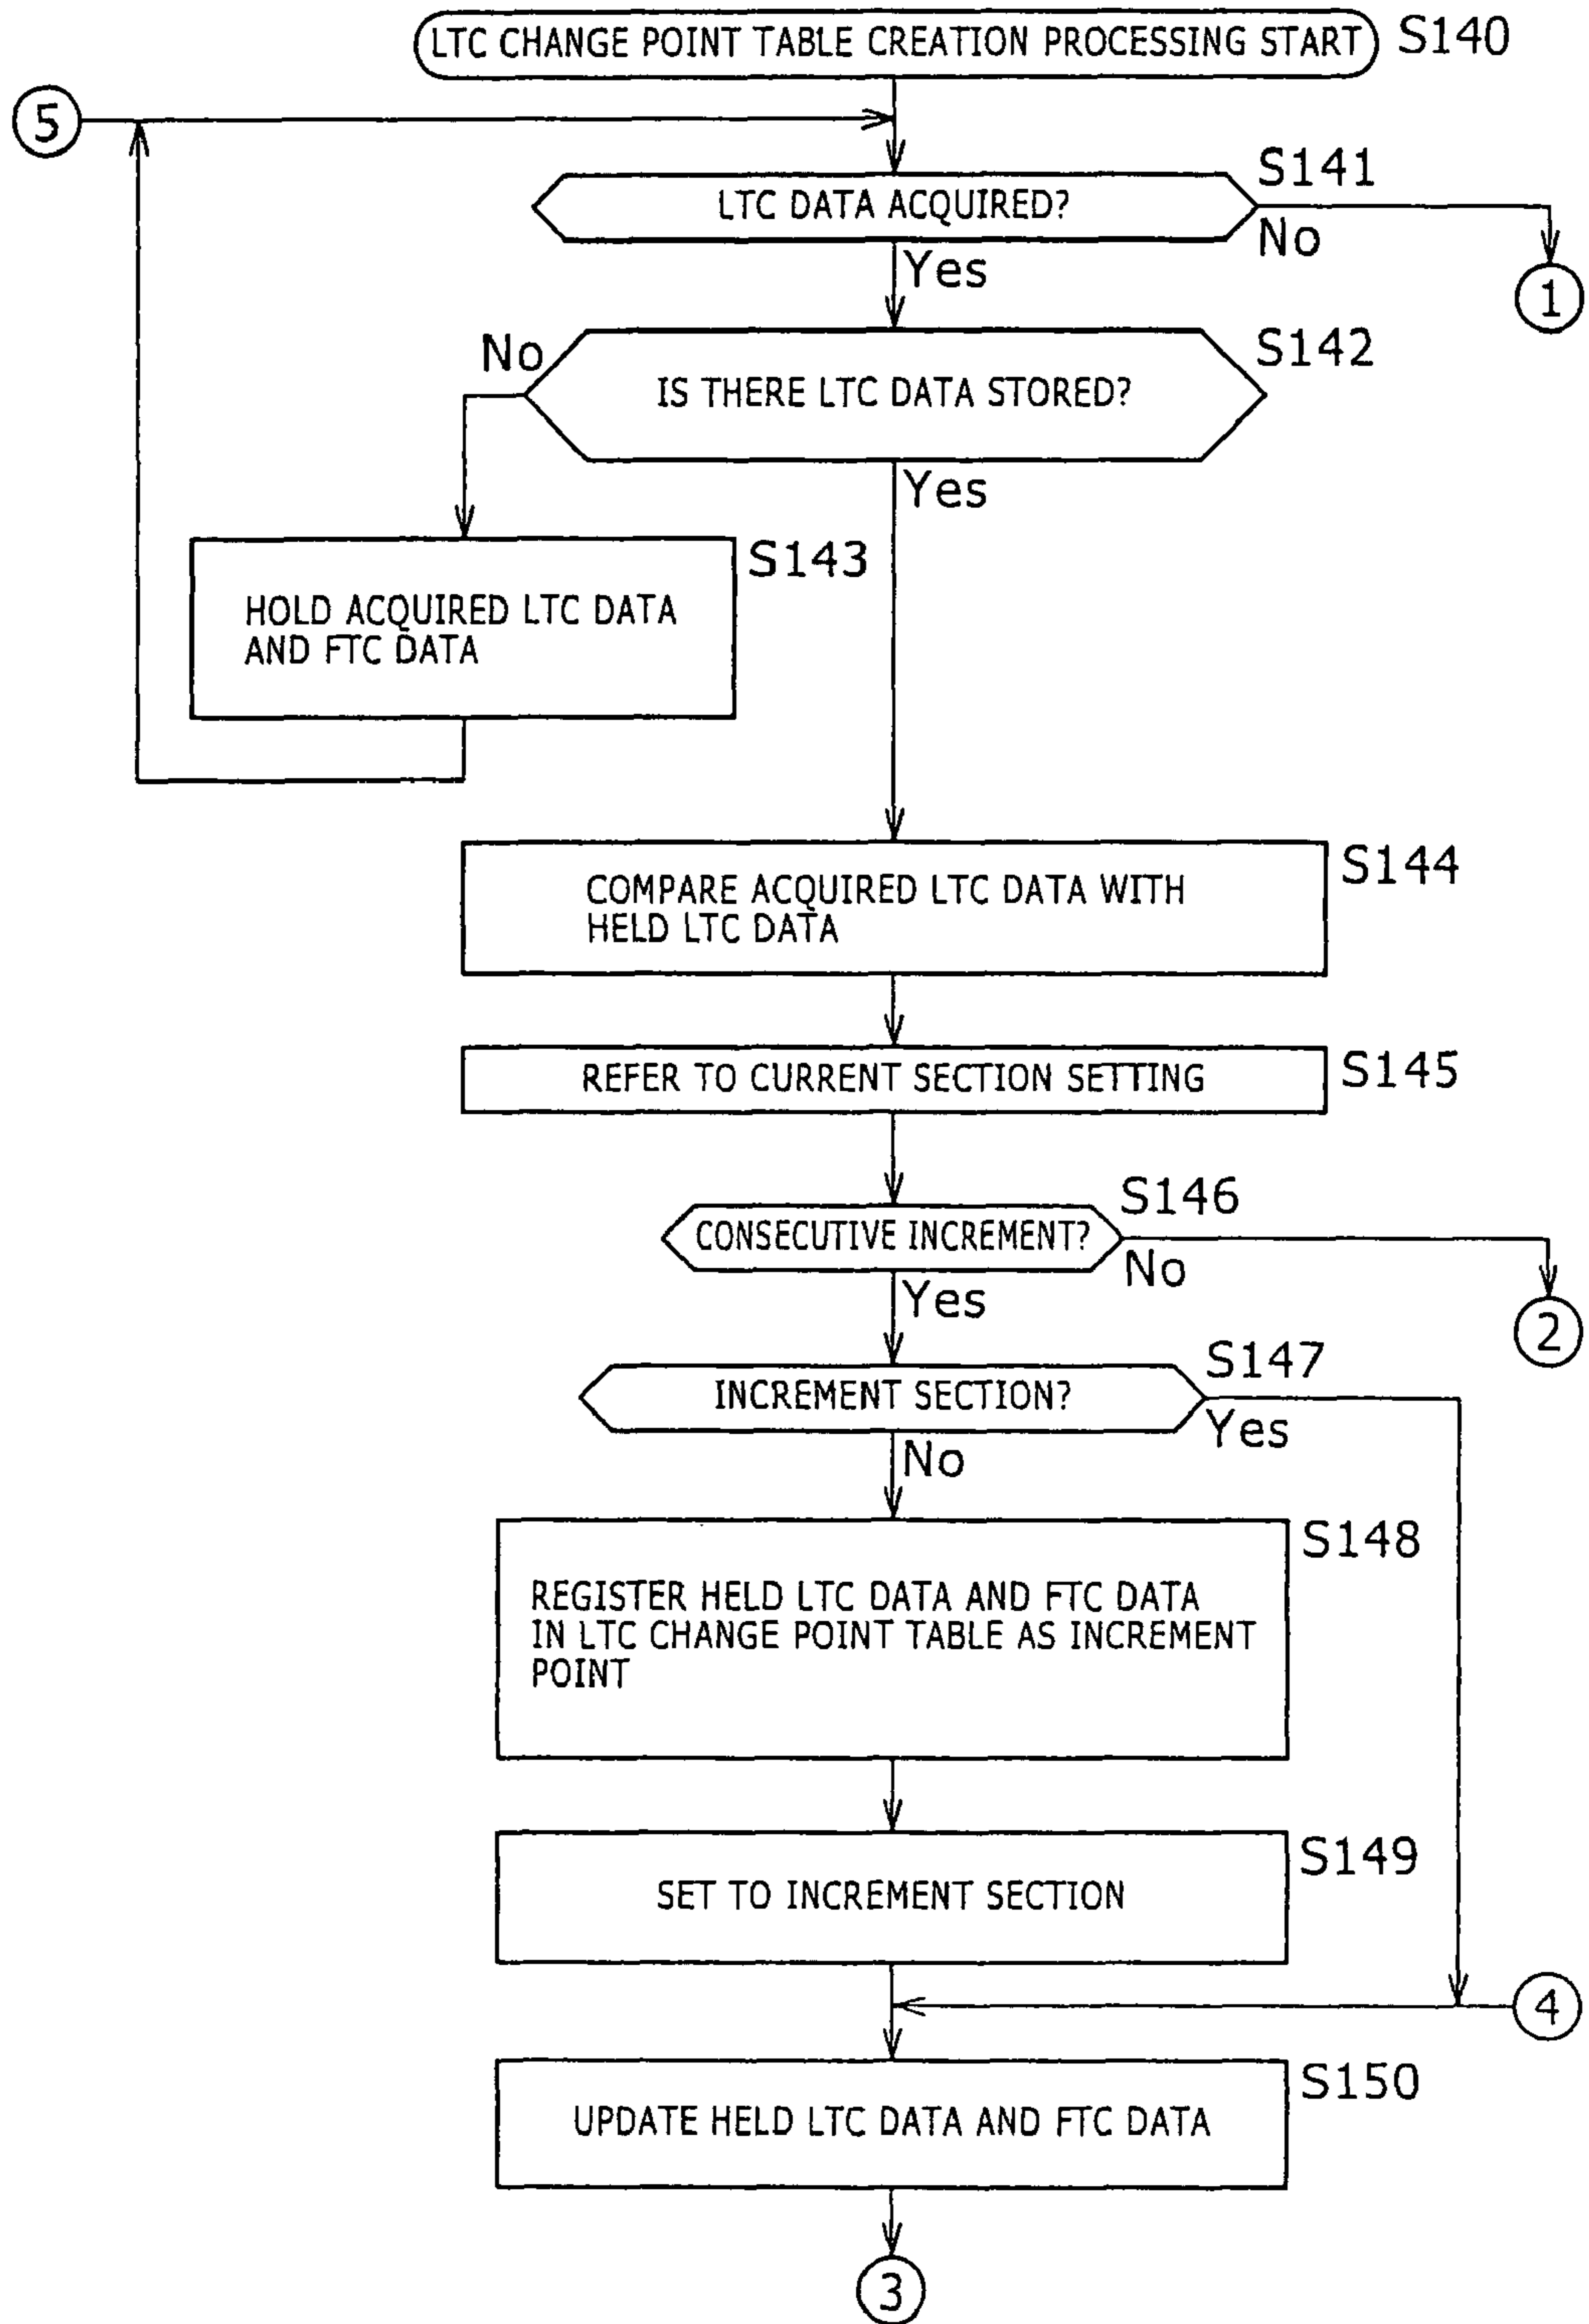 LTC CHANGE POINT TABLE CREATION PROCESSING START
S140
5
S141
LTC DATA ACQUIRED?
No
Yes
1
No
S142
IS THERE LTC DATA STORED?
Yes
S143
HOLD ACQUIRED LTC DATA
AND FTC DATA
S144
COMPARE ACQUIRED LTC DATA WITH
HELD LTC DATA
REFER TO CURRENT SECTION SETTING
S145
S146
CONSECUTIVE INCREMENT?
No
Yes
2
S147
INCREMENT SECTION?
Yes
No
S148
REGISTER HELD LTC DATA AND FTC DATA
IN LTC CHANGE POINT TABLE AS INCREMENT
POINT
S149
SET TO INCREMENT SECTION
4
S150
UPDATE HELD LTC DATA AND FTC DATA
3